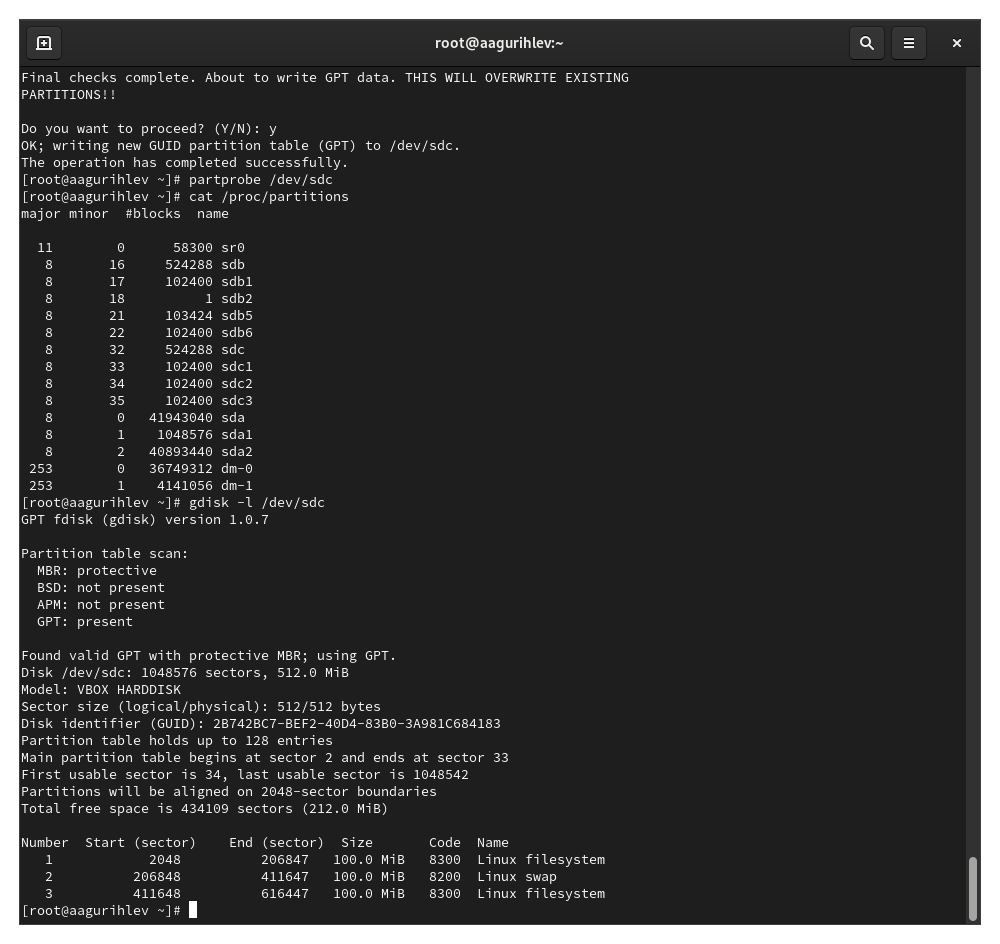 root@aagurihlev:~
Final checks complete. About to write GPT data. THIS WILL OVERWRITE EXISTING
PARTITIONS!!
Do you want to proceed? (Y/N): y
OK; writing new GUID partition table (GPT) to /dev/sdc.
The operation has completed successfully.
[root@aagurihlev ~]# partprobe /dev/sdc
[root@aagurihlev ~]# cat /proc/partitions
major minor  #blocks  name
  11        0      58300 sr0
   8       16     524288 sdb
   8       17     102400 sdb1
   8       18          1 sdb2
   8       21     103424 sdb5
   8       22     102400 sdb6
   8       32     524288 sdc
   8       33     102400 sdc1
   8       34     102400 sdc2
   8       35     102400 sdc3
   8        0   41943040 sda
   8        1    1048576 sda1
   8        2   40893440 sda2
 253        0   36749312 dm-0
 253        1    4141056 dm-1
[root@aagurihlev ~]# gdisk -l /dev/sdc
GPT fdisk (gdisk) version 1.0.7
Partition table scan:
  MBR: protective
  BSD: not present
  APM: not present
  GPT: present
Found valid GPT with protective MBR; using GPT.
Disk /dev/sdc: 1048576 sectors, 512.0 MiB
Model: VBOX HARDDISK
Sector size (logical/physical): 512/512 bytes
Disk identifier (GUID): 2B742BC7-BEF2-40D4-83B0-3A981C684183
Partition table holds up to 128 entries
Main partition table begins at sector 2 and ends at sector 33
First usable sector is 34, last usable sector is 1048542
Partitions will be aligned on 2048-sector boundaries
Total free space is 434109 sectors (212.0 MiB)
Number  Start (sector)    End (sector)  Size       Code  Name
   1            2048          206847   100.0 MiB   8300  Linux filesystem
   2          206848          411647   100.0 MiB   8200  Linux swap
   3          411648          616447   100.0 MiB   8300  Linux filesystem
[root@aagurihlev ~]#